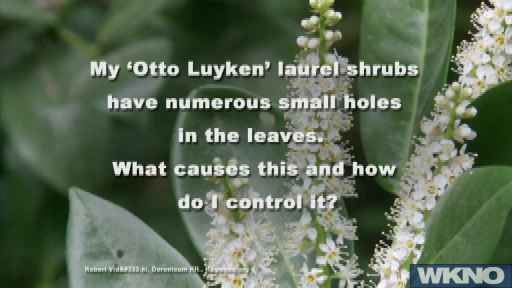 My ‘Otto Luyken’ laurel shrubs
have numerous small holes
in the leaves.
What causes this and how
do I control it?
WKNO